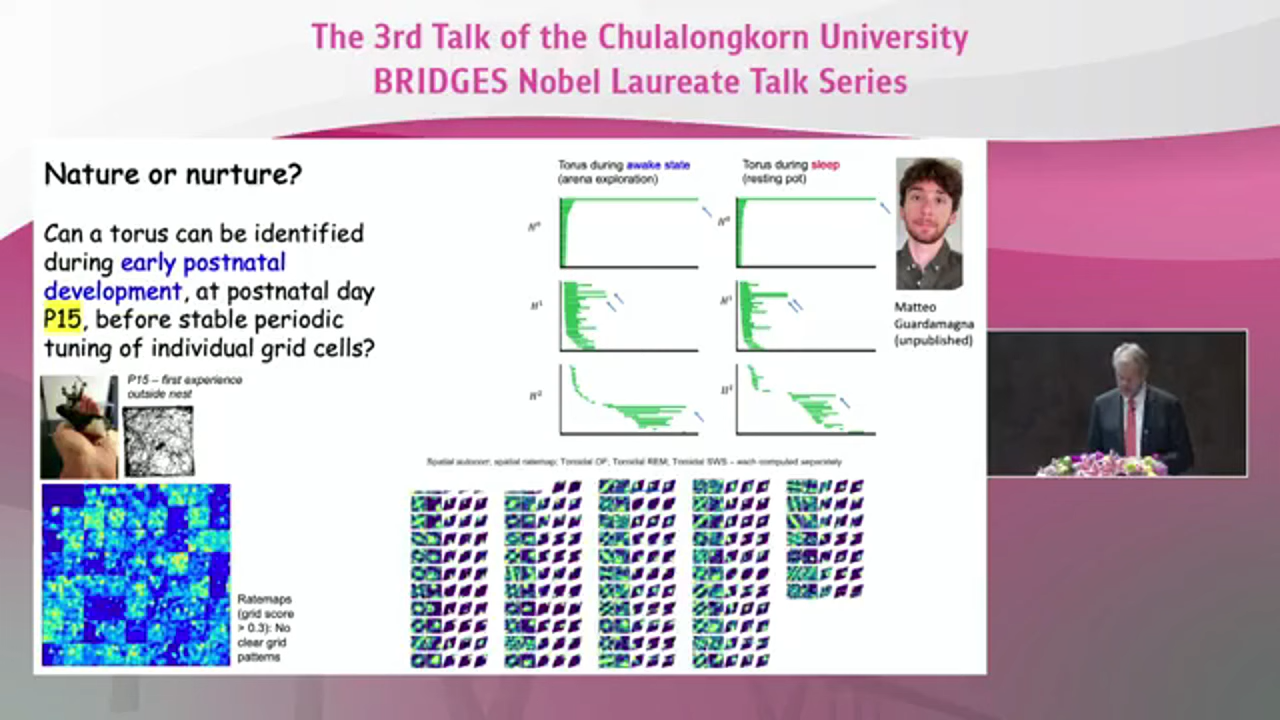 The 3rd Talk of the Chulalongkorn University
BRIDGES Nobel Laureate Talk Series
Nature or nurture?
Can a torus can be identified
during early postnatal
development, at postnatal day
P15, before stable periodic
tuning of individual grid cells?
P15 – first experience
outside nest
Ratemaps
(grid score
> 0.3): No
clear grid
patterns
Torus during awake state
(arena exploration)
Torus during sleep
(resting pot)
H⁰
H⁰
H¹
H¹
H²
Matteo
Guardamagna
(unpublished)
Spatial autocorr; spatial ratemap; Toroidal OF; Toroidal REM; Toroidal SWS – each computed separately